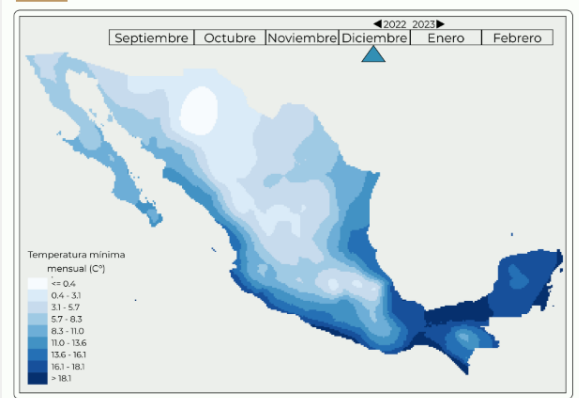 ◀2022 2023▶
Septiembre Octubre Noviembre Diciembre Enero Febrero
Temperatura mínima
mensual (C°)
<= 0.4
0.4 - 3.1
3.1 - 5.7
5.7 - 8.3
8.3 - 11.0
11.0 - 13.6
13.6 - 16.1
16.1 - 18.1
> 18.1